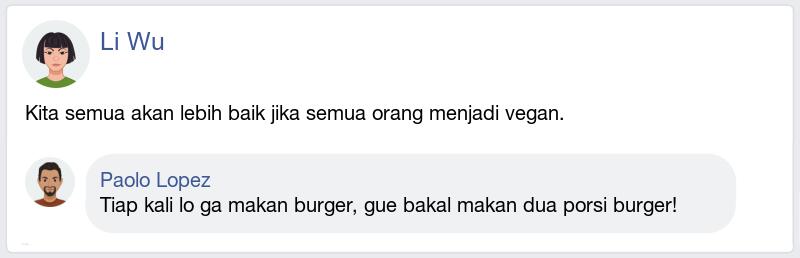 Li Wu
Kita semua akan lebih baik jika semua orang menjadi vegan.
Paolo Lopez
Tiap kali lo ga makan burger, gue bakal makan dua porsi burger!